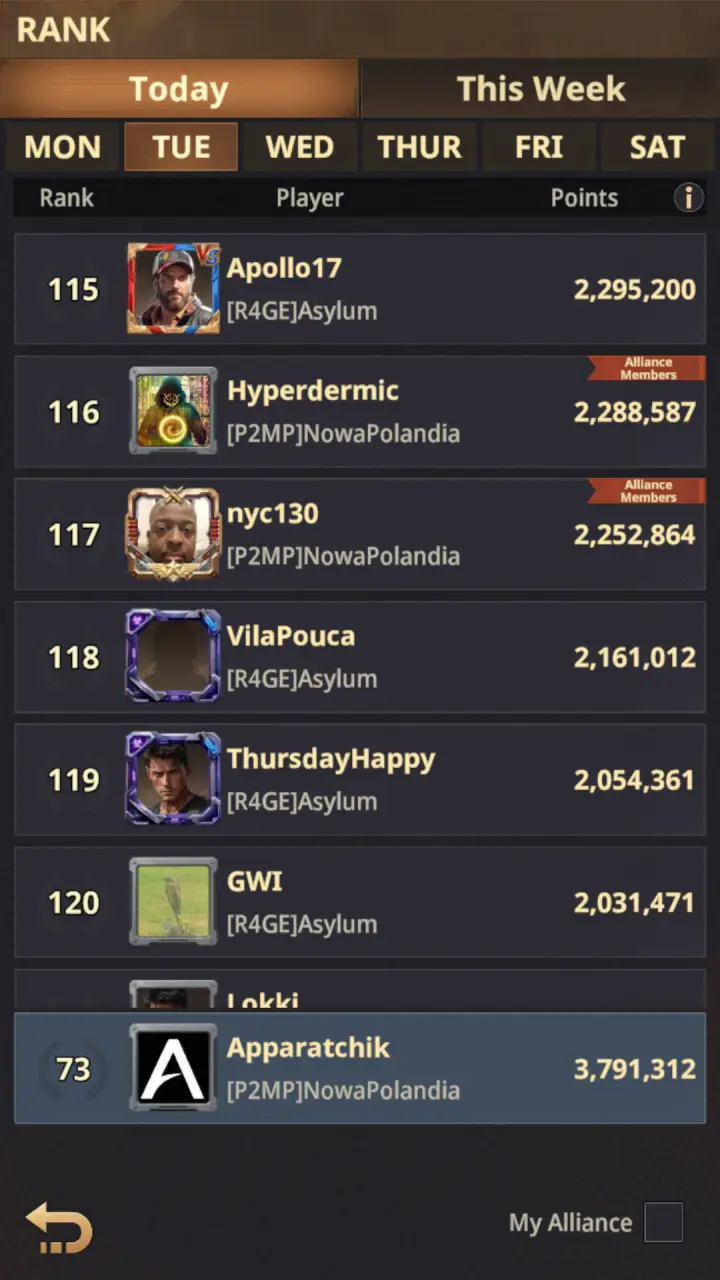 RANK
Today
This Week
MON
TUE
WED
THUR
FRI
SAT
Rank
Player
Points
i
115
VS
Apollo17
[R4GE]Asylum
2,295,200
116
Hyperdermic
[P2MP]NowaPolandia
Alliance
Members
2,288,587
117
nyc130
[P2MP]NowaPolandia
Alliance
Members
2,252,864
118
VilaPouca
[R4GE]Asylum
2,161,012
119
ThursdayHappy
[R4GE]Asylum
2,054,361
120
GWI
[R4GE]Asylum
2,031,471
Lokki
73
A
Apparatchik
[P2MP]NowaPolandia
3,791,312
My Alliance